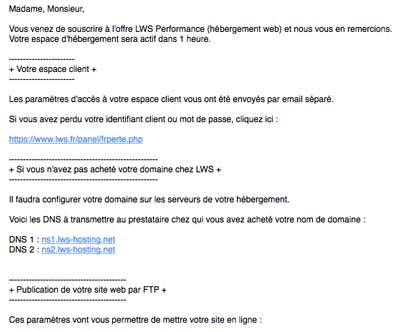 Madame, Monsieur,
Vous venez de souscrire à l'offre LWS Performance (hébergement web) et nous vous en remercions.
Votre espace d'hébergement sera actif dans 1 heure.
-----------------------
+ Votre espace client +
-----------------------
Les paramètres d'accès à votre espace client vous ont été envoyés par email séparé.
Si vous avez perdu votre identifiant client ou mot de passe, cliquez ici :
https://www.lws.fr/panel/frperte.php
----------------------------------------------------
+ Si vous n'avez pas acheté votre domaine chez LWS +
----------------------------------------------------
Il faudra configurer votre domaine sur les serveurs de votre hébergement.
Voici les DNS à transmettre au prestataire chez qui vous avez acheté votre nom de domaine :
DNS 1 : ns1.lws-hosting.net
DNS 2 : ns2.lws-hosting.net
-----------------------------------------
+ Publication de votre site web par FTP +
-----------------------------------------
Ces paramètres vont vous permettre de mettre votre site en ligne :